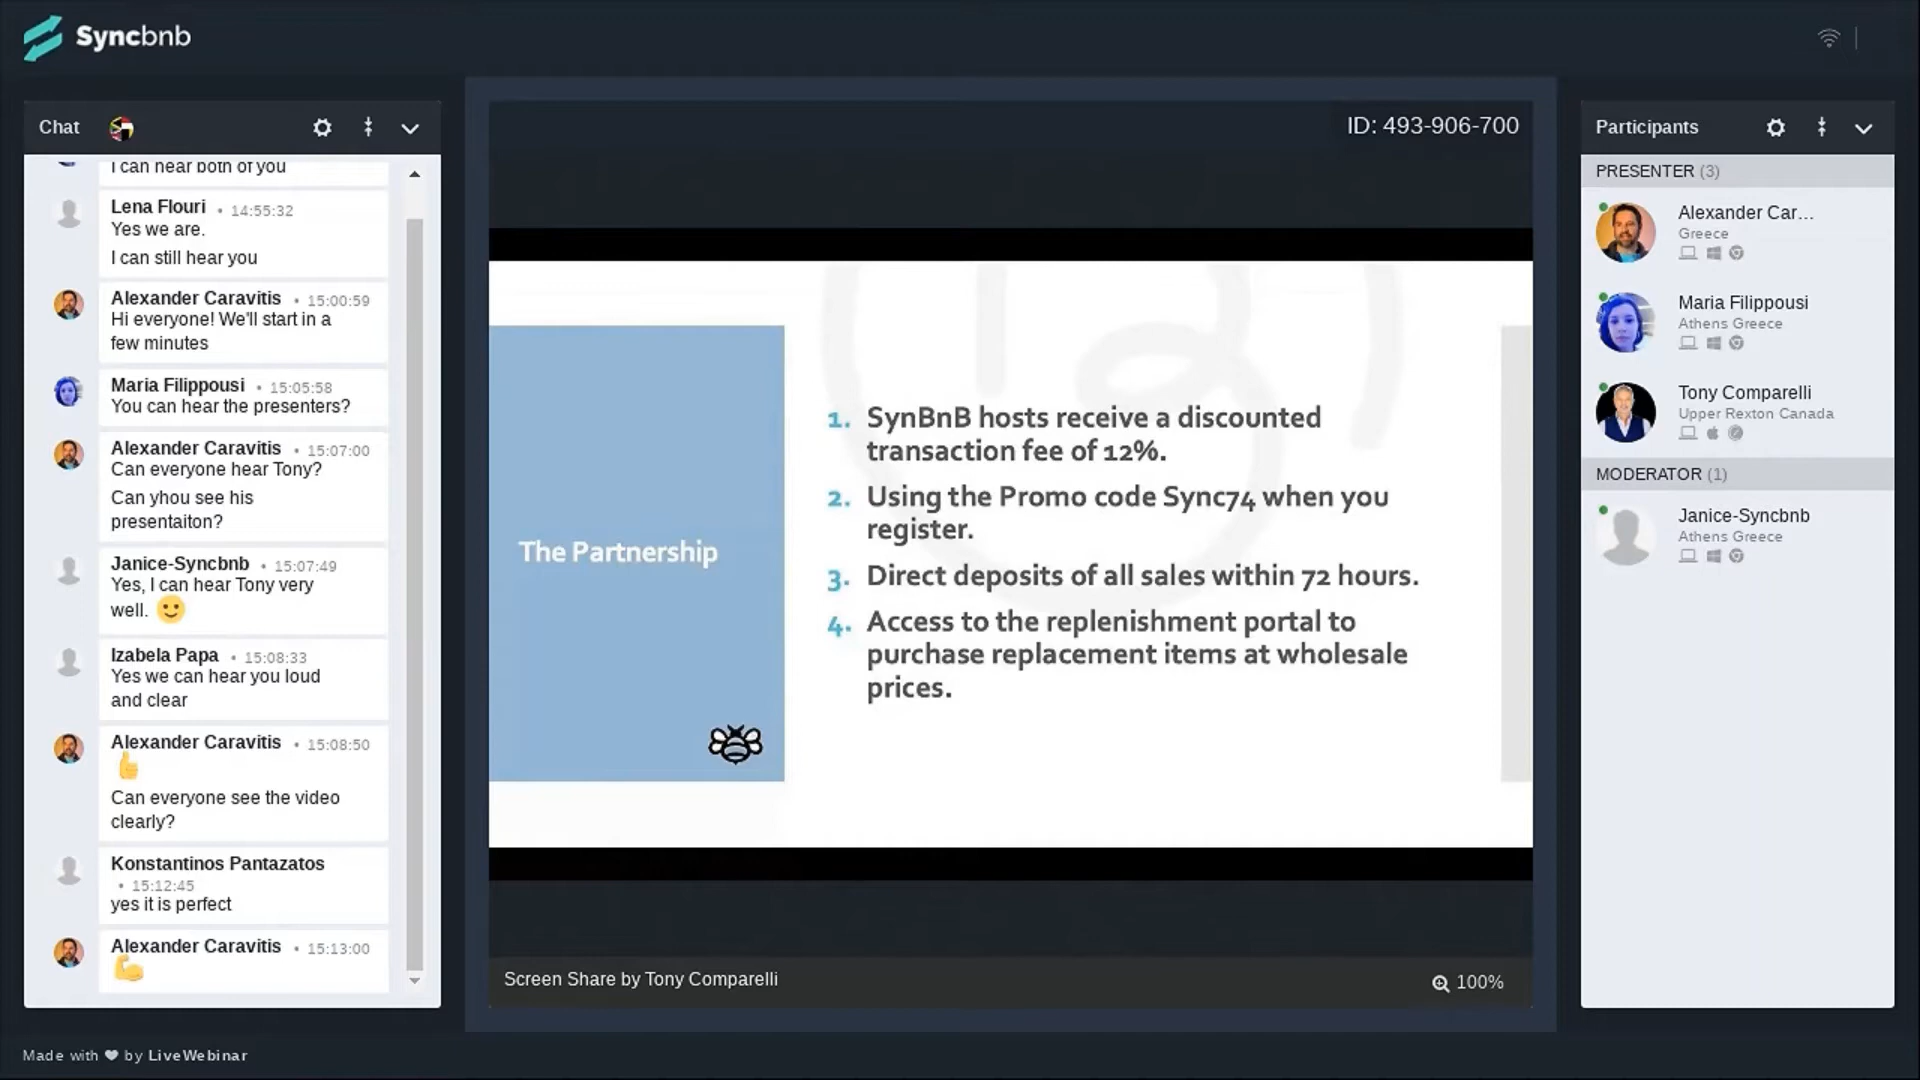 Syncbnb
Chat
I can hear both of you
Lena Flouri • 14:55:32
Yes we are.
I can still hear you
Alexander Caravitis • 15:00:59
Hi everyone! We'll start in a
few minutes
Maria Filippousi • 15:05:58
You can hear the presenters?
Alexander Caravitis • 15:07:00
Can everyone hear Tony?
Can yhou see his
presentaiton?
Janice-Syncbnb • 15:07:49
Yes, I can hear Tony very
well. 🙂
Izabela Papa • 15:08:33
Yes we can hear you loud
and clear
Alexander Caravitis • 15:08:50
👍
Can everyone see the video
clearly?
Konstantinos Pantazatos
• 15:12:45
yes it is perfect
Alexander Caravitis • 15:13:00
💪
ID: 493-906-700
The Partnership
1. SynBnB hosts receive a discounted
transaction fee of 12%.
2. Using the Promo code Sync74 when you
register.
3. Direct deposits of all sales within 72 hours.
4. Access to the replenishment portal to
purchase replacement items at wholesale
prices.
Screen Share by Tony Comparelli
100%
Participants
PRESENTER (3)
Alexander Car...
Greece
Maria Filippousi
Athens Greece
Tony Comparelli
Upper Rexton Canada
MODERATOR (1)
Janice-Syncbnb
Athens Greece
Made with ❤ by LiveWebinar